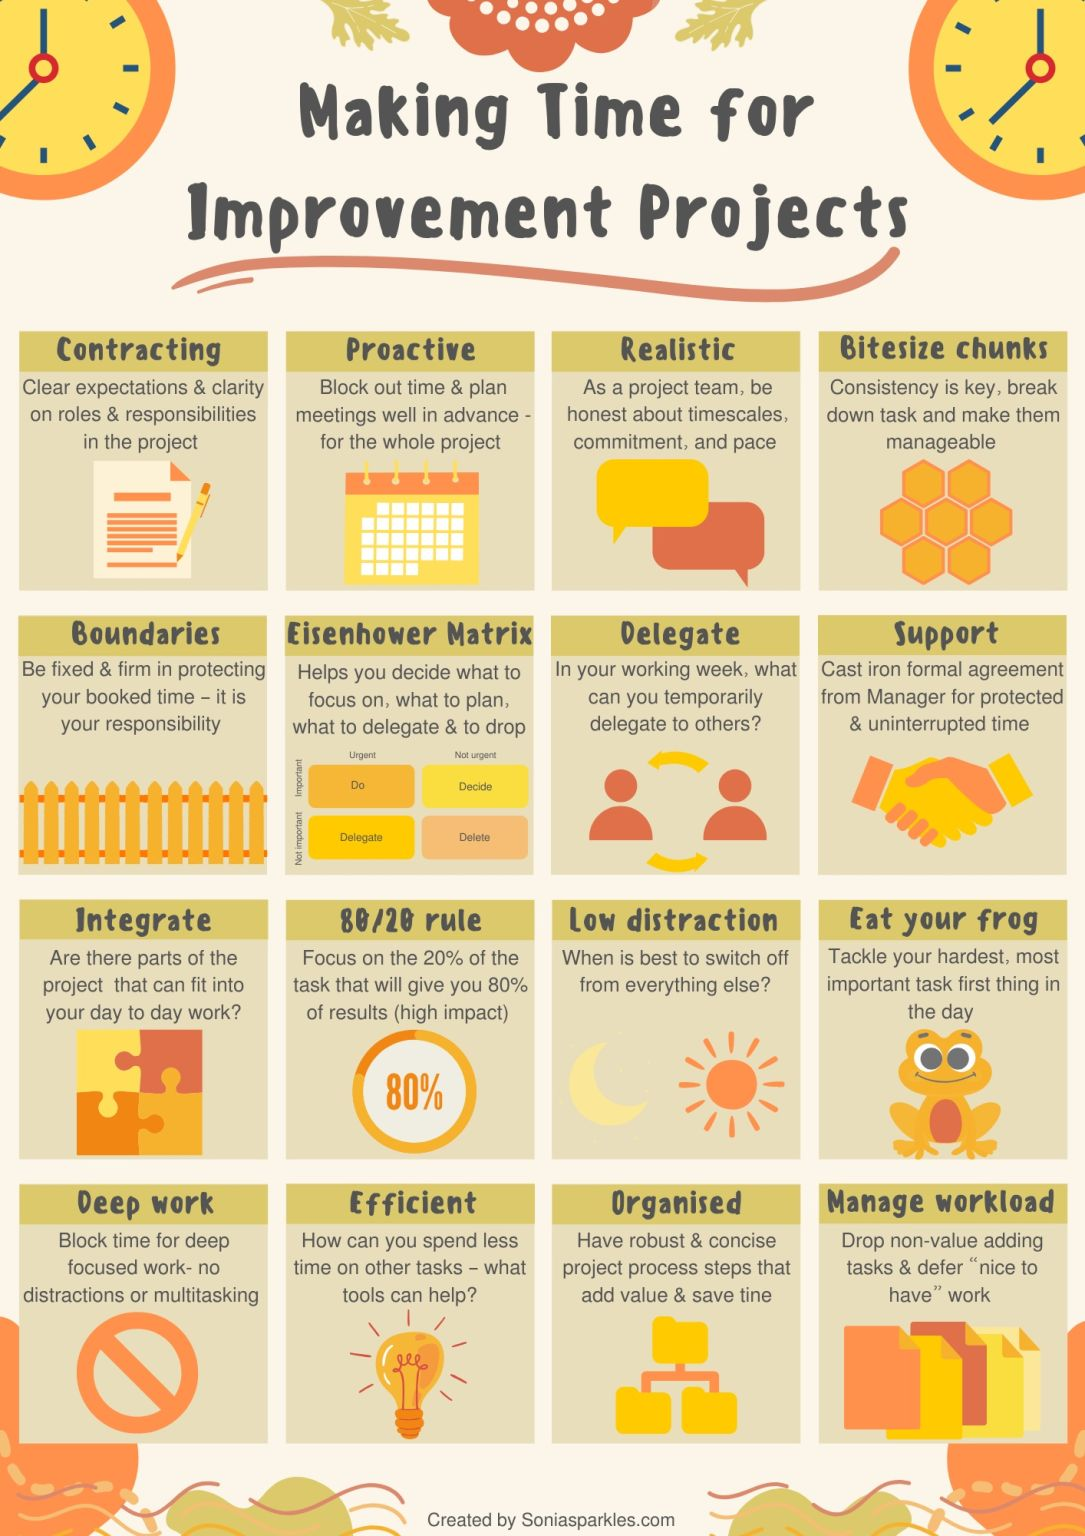 Making Time for
Improvement Projects
Contracting
Clear expectations & clarity
on roles & responsibilities
in the project
Proactive
Block out time & plan
meetings well in advance -
for the whole project
Realistic
As a project team, be
honest about timescales,
commitment, and pace
Bitesize chunks
Consistency is key, break
down task and make them
manageable
Boundaries
Be fixed & firm in protecting
your booked time – it is
your responsibility
Eisenhower Matrix
Helps you decide what to
focus on, what to plan,
what to delegate & to drop
Urgent
Not urgent
Important
Do
Decide
Not important
Delegate
Delete
Delegate
In your working week, what
can you temporarily
delegate to others?
Support
Cast iron formal agreement
from Manager for protected
& uninterrupted time
Integrate
Are there parts of the
project that can fit into
your day to day work?
80/20 rule
Focus on the 20% of the
task that will give you 80%
of results (high impact)
80%
Low distraction
When is best to switch off
from everything else?
Eat your frog
Tackle your hardest, most
important task first thing in
the day
Deep work
Block time for deep
focused work- no
distractions or multitasking
Efficient
How can you spend less
time on other tasks – what
tools can help?
Organised
Have robust & concise
project process steps that
add value & save tine
Manage workload
Drop non-value adding
tasks & defer “nice to
have” work
Created by Soniasparkles.com